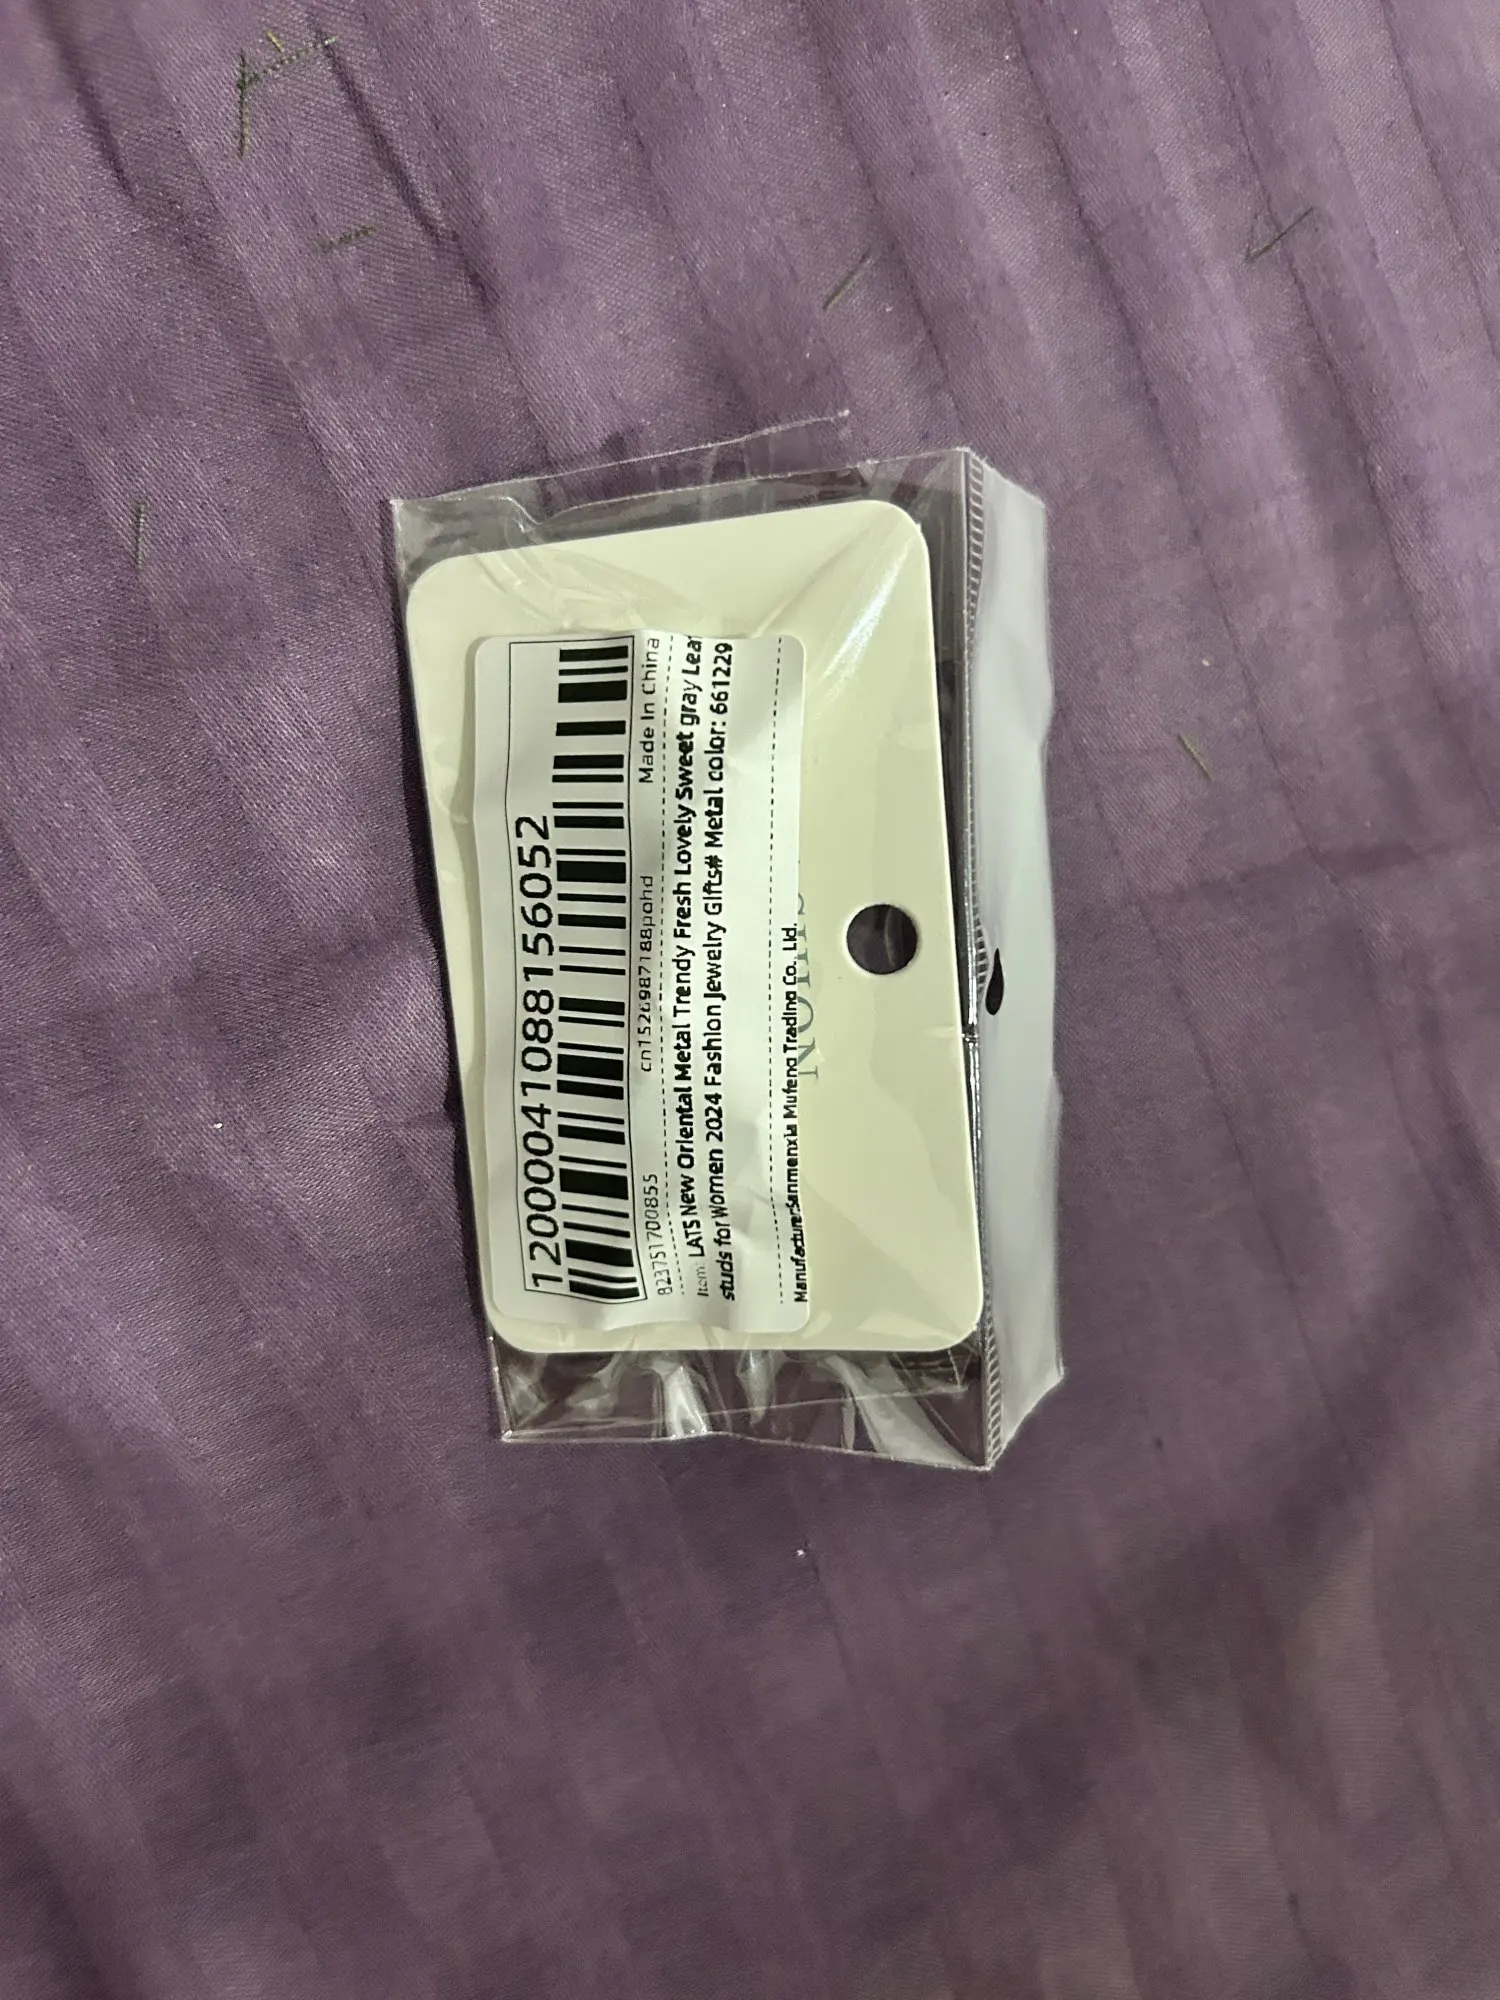 1200041088156052
823751700855 cn1526987188pohd Made In China
Item: LATS New Oriental Metal Trendy Fresh Lovely Sweet gray Leaf
studs for Women 2024 Fashion Jewelry Gifts# Metal color: 661229
Manufacturer:Sanmenxia Mufeng Trading Co., Ltd.